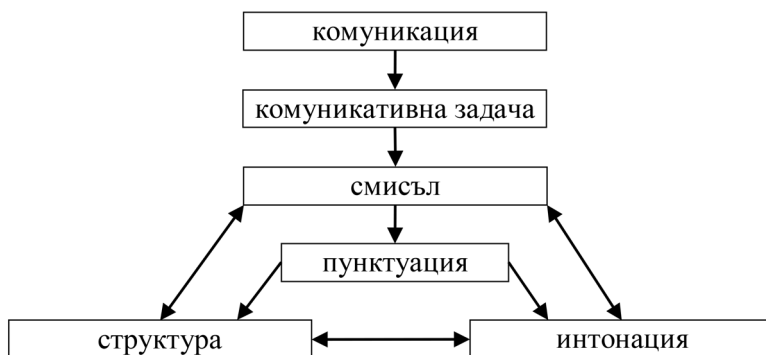 комуникация
комуникативна задача
смисъл
пунктуация
структура
интонация